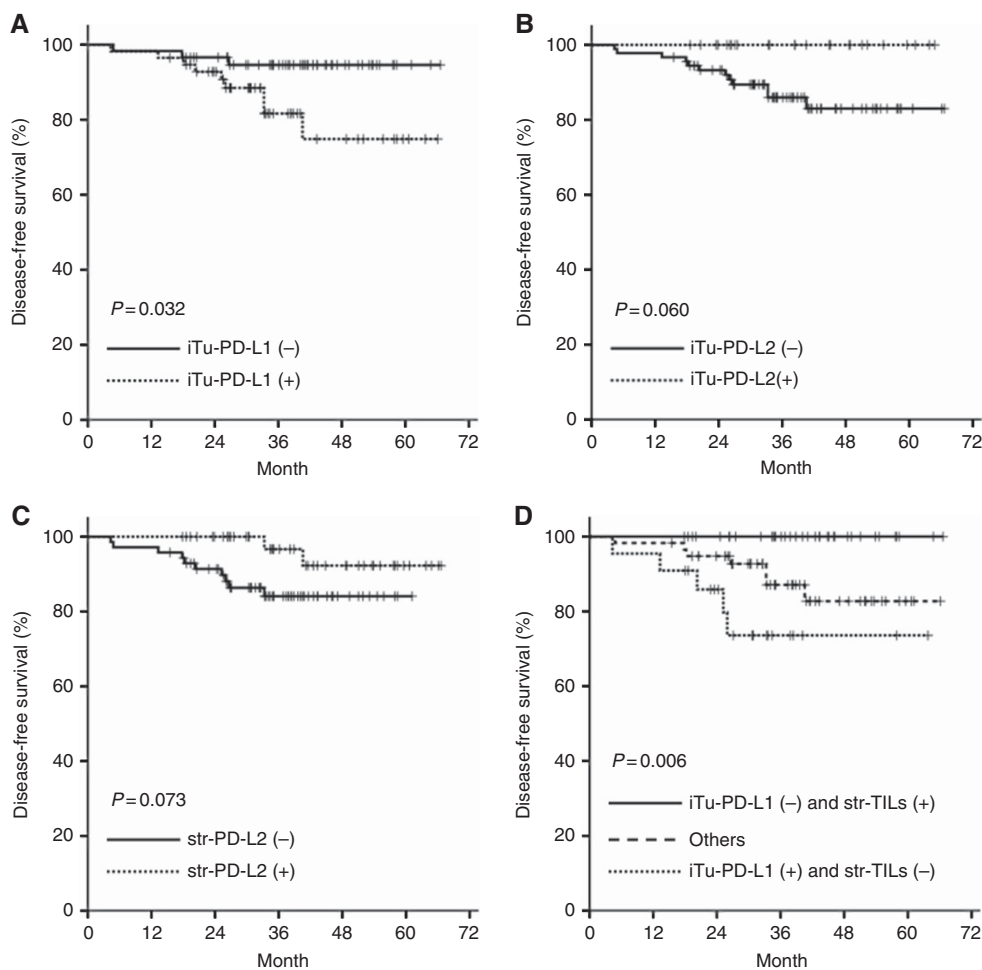 A
100
80
60
40
20
0
Disease-free survival (%)
P=0.032
iTu-PD-L1 (–)
iTu-PD-L1 (+)
0 12 24 36 48 60 72
Month
B
100
80
60
40
20
0
Disease-free survival (%)
P=0.060
iTu-PD-L2 (–)
iTu-PD-L2(+)
0 12 24 36 48 60 72
Month
C
100
80
60
40
20
0
Disease-free survival (%)
P=0.073
str-PD-L2 (–)
str-PD-L2 (+)
0 12 24 36 48 60 72
Month
D
100
80
60
40
20
0
Disease-free survival (%)
P=0.006
iTu-PD-L1 (–) and str-TILs (+)
Others
iTu-PD-L1 (+) and str-TILs (–)
0 12 24 36 48 60 72
Month